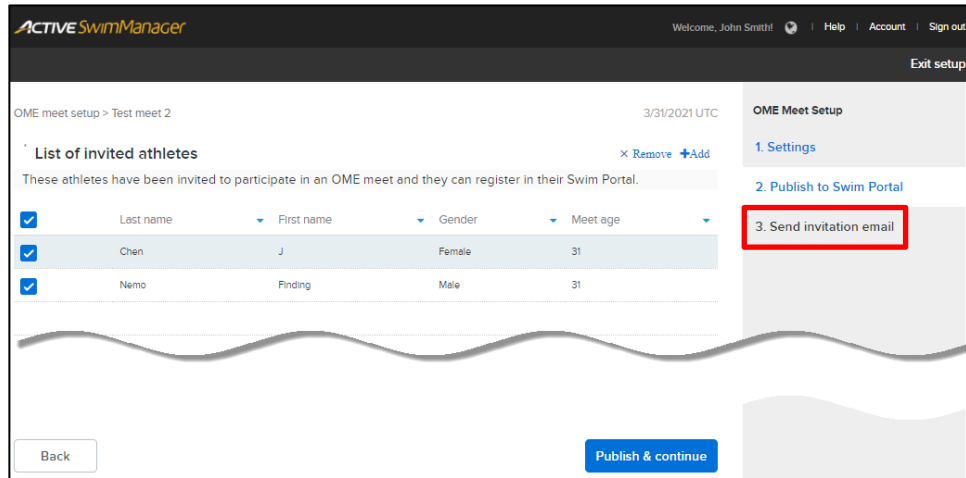 ACTIVE SwimManager
Welcome, John Smith! | Help | Account | Sign out
Exit setup
OME meet setup > Test meet 2
3/31/2021 UTC
List of invited athletes
× Remove +Add
These athletes have been invited to participate in an OME meet and they can register in their Swim Portal.
Last name First name Gender Meet age
Chen J Female 31
Nemo Finding Male 31
Back
Publish & continue
OME Meet Setup
1. Settings
2. Publish to Swim Portal
3. Send invitation email